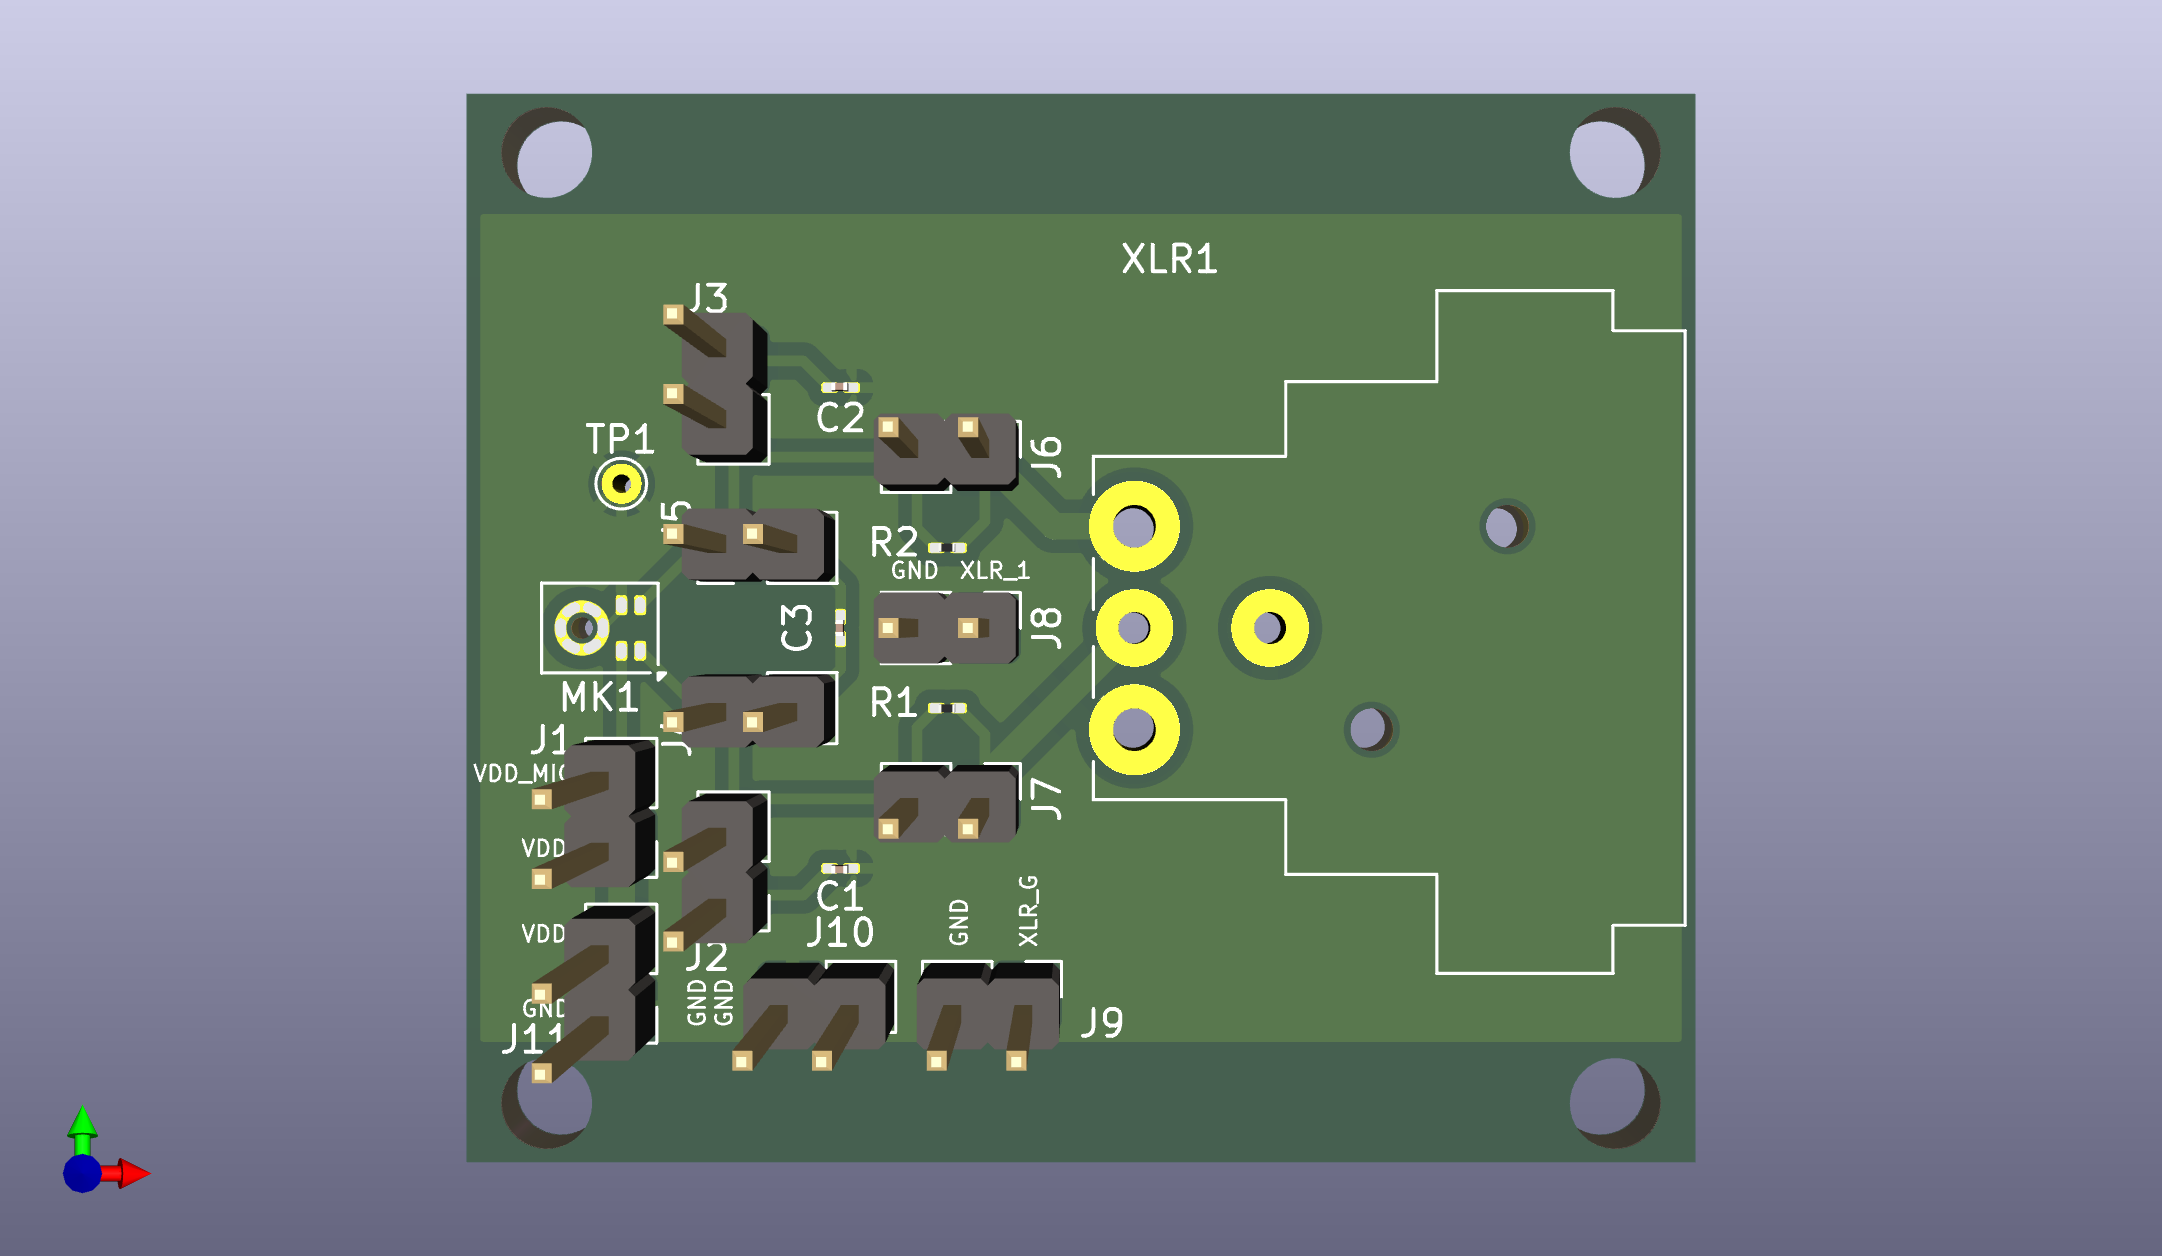 XLR1
J3
C2
TP1
J6
J5
R2
GND XLR_1
C3
J8
MK1
R1
J1
VDD_MIC
J7
VDD
C1
GND
XLR_G
VDD
J10
J2
GND
GND
GND
J11
J9